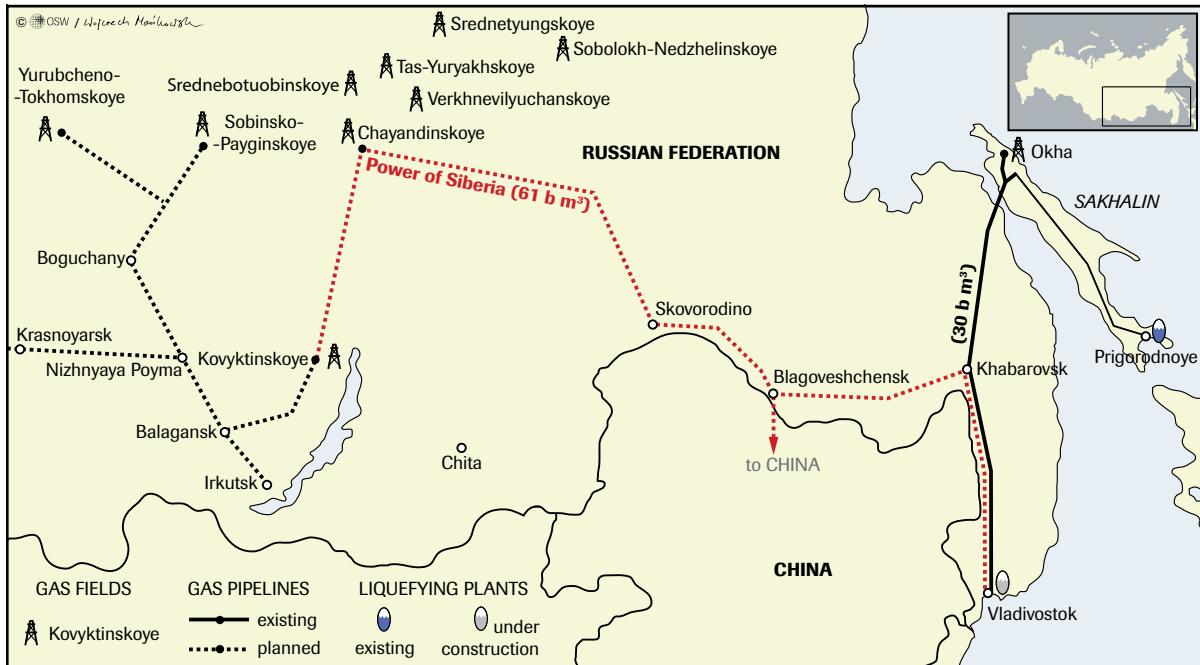 © OSW / Wojciech Mańkowski
Srednetyungskoye
Sobolokh-Nedzhelinskoye
Tas-Yuryakhskoye
Yurubcheno-
-Tokhomskoye
Srednebotuobinskoye
Verkhnevilyuchanskoye
Sobinsko-
-Payginskoye
Chayandinskoye
RUSSIAN FEDERATION
Okha
Power of Siberia (61 b m³)
SAKHALIN
Boguchany
(30 b m³)
Skovorodino
Krasnoyarsk
Nizhnyaya Poyma
Kovyktinskoye
Prigorodnoye
Blagoveshchensk
Khabarovsk
Balagansk
Chita
to CHINA
Irkutsk
CHINA
GAS FIELDS
GAS PIPELINES
LIQUEFYING PLANTS
Vladivostok
Kovyktinskoye
existing
planned
existing
under
construction